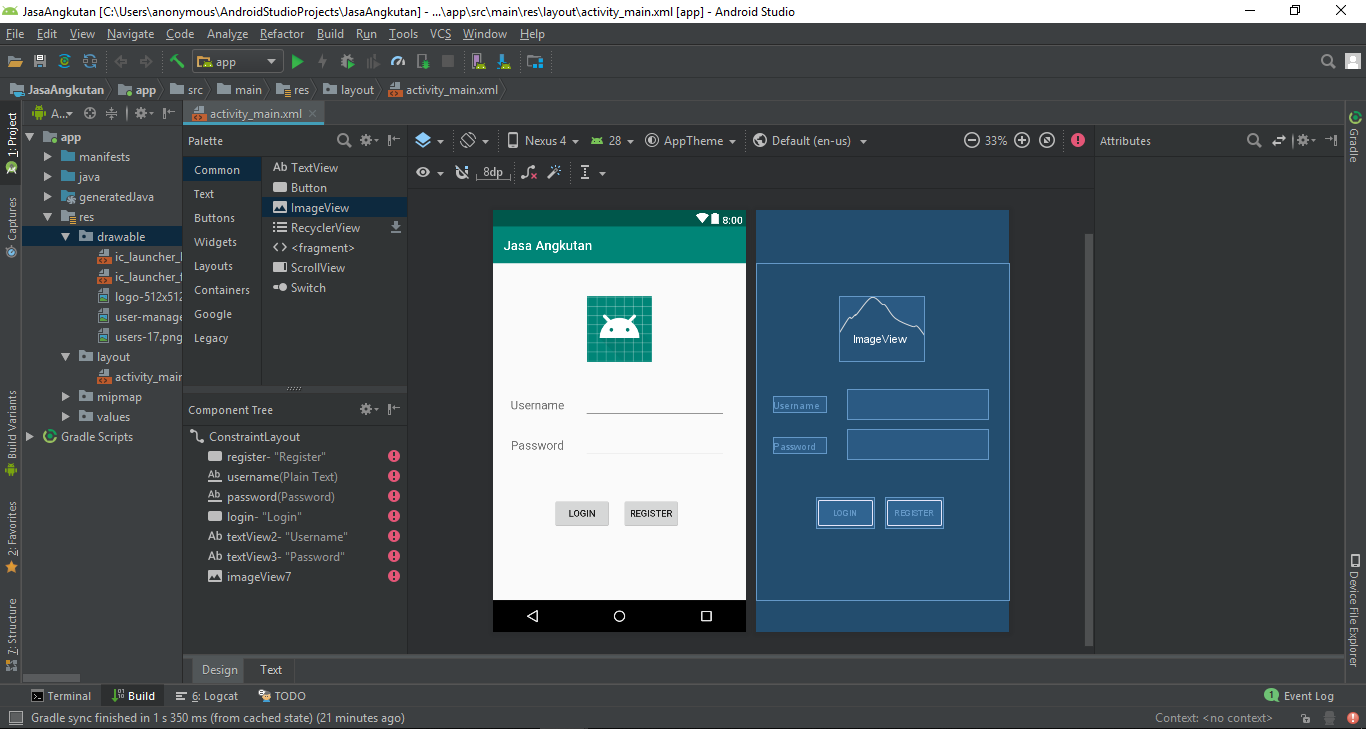 JasaAngkutan [C:\Users\anonymous\AndroidStudioProjects\JasaAngkutan] - ...\app\src\main\res\layout\activity_main.xml [app] - Android Studio
File Edit View Navigate Code Analyze Refactor Build Run Tools VCS Window Help
app
JasaAngkutan app src main res layout activity_main.xml
1: Project
Captures
Build Variants
2: Favorites
7: Structure
A...
app
manifests
java
generatedJava
res
drawable
ic_launcher_
ic_launcher_
logo-512x512
user-manage
users-17.png
layout
activity_mair
mipmap
values
Gradle Scripts
activity_main.xml
Palette
Common
Text
Buttons
Widgets
Layouts
Containers
Google
Legacy
Ab TextView
Button
ImageView
RecyclerView
<fragment>
ScrollView
Switch
Component Tree
ConstraintLayout
register- "Register"
Ab username(Plain Text)
Ab password(Password)
login- "Login"
Ab textView2- "Username"
Ab textView3- "Password"
imageView7
Nexus 4 28 AppTheme Default (en-us) 33%
8dp
8:00
Jasa Angkutan
Username
Password
LOGIN REGISTER
ImageView
Username
Password
LOGIN REGISTER
Attributes
Gradle
Device File Explorer
Design Text
Terminal Build 6: Logcat TODO 1 Event Log
Gradle sync finished in 1 s 350 ms (from cached state) (21 minutes ago) Context: <no context>